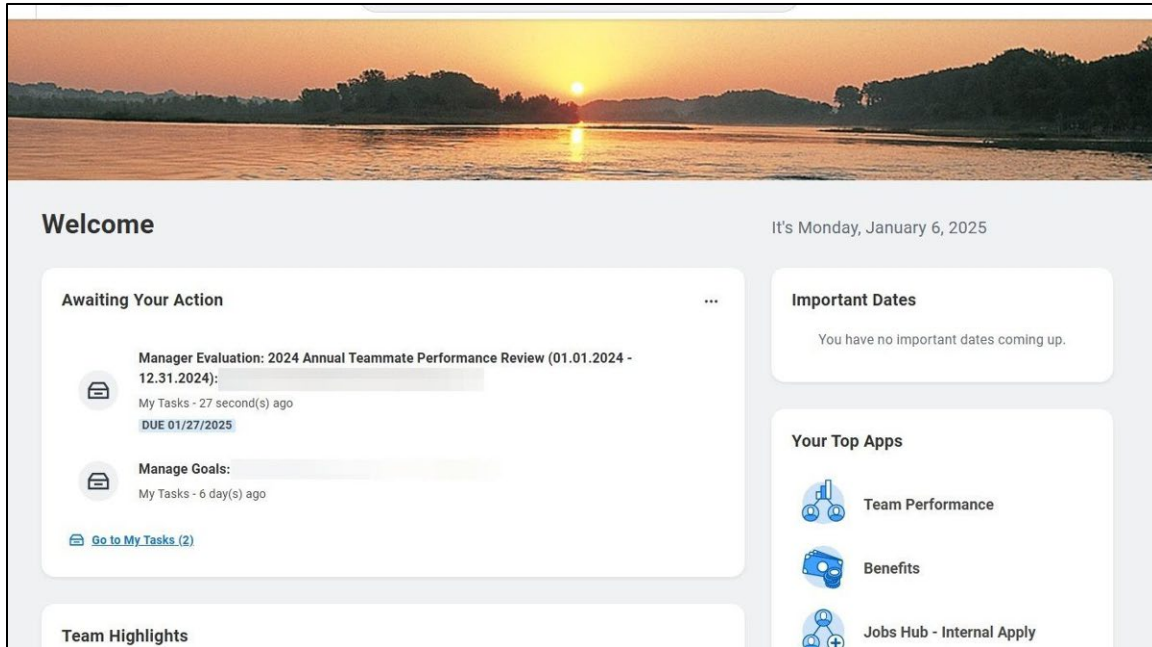 Welcome
It's Monday, January 6, 2025
Awaiting Your Action
...
Manager Evaluation: 2024 Annual Teammate Performance Review (01.01.2024 -
12.31.2024):
My Tasks - 27 second(s) ago
DUE 01/27/2025
Manage Goals:
My Tasks - 6 day(s) ago
Go to My Tasks (2)
Team Highlights
Important Dates
You have no important dates coming up.
Your Top Apps
Team Performance
Benefits
Jobs Hub - Internal Apply